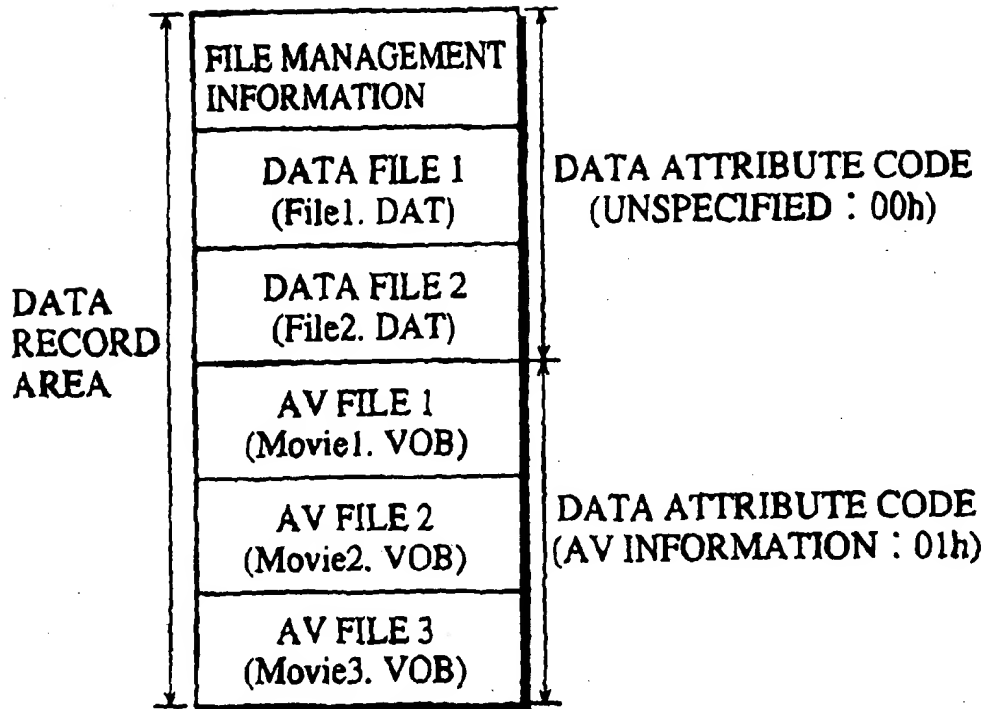 FILE MANAGEMENT
INFORMATION
DATA FILE 1
(File1. DAT)
DATA FILE 2
(File2. DAT)
AV FILE 1
(Movie1. VOB)
AV FILE 2
(Movie2. VOB)
AV FILE 3
(Movie3. VOB)
DATA
RECORD
AREA
DATA ATTRIBUTE CODE
(UNSPECIFIED : 00h)
DATA ATTRIBUTE CODE
(AV INFORMATION : 01h)